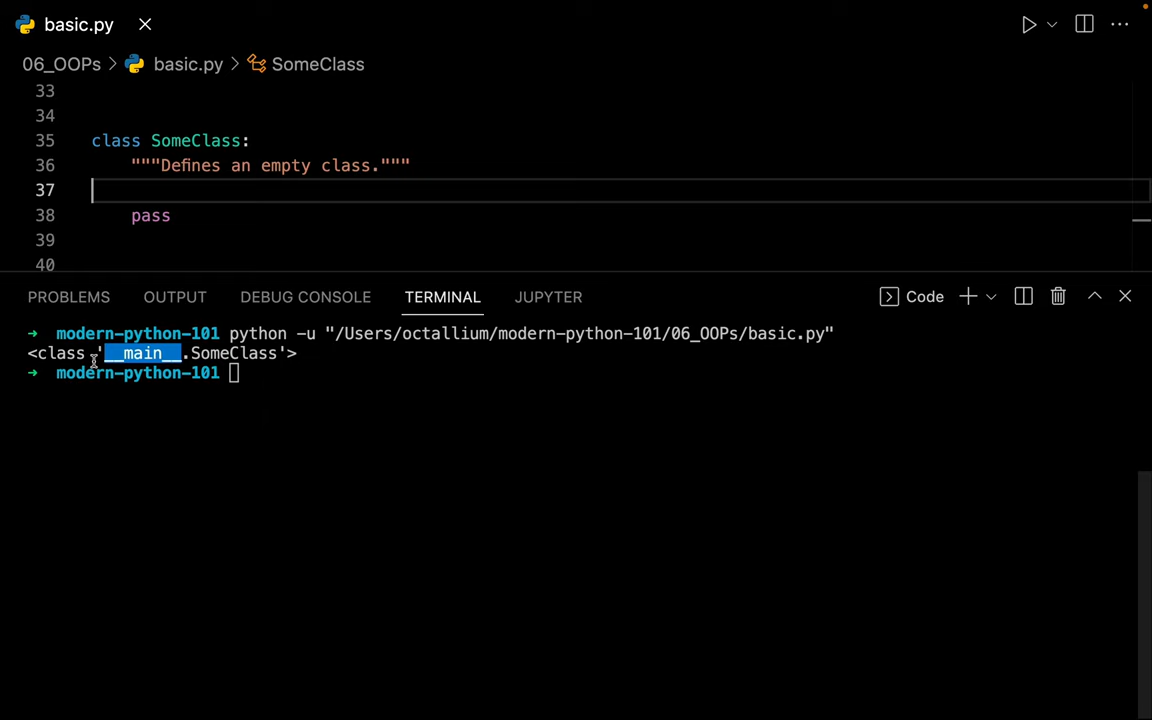 basic.py
06_OOPs > basic.py > SomeClass
33
34
35 class SomeClass:
36 """Defines an empty class."""
37
38 pass
39
40
PROBLEMS OUTPUT DEBUG CONSOLE TERMINAL JUPYTER Code
→ modern-python-101 python -u "/Users/octallium/modern-python-101/06_OOPs/basic.py"
<class '__main__.SomeClass'>
→ modern-python-101